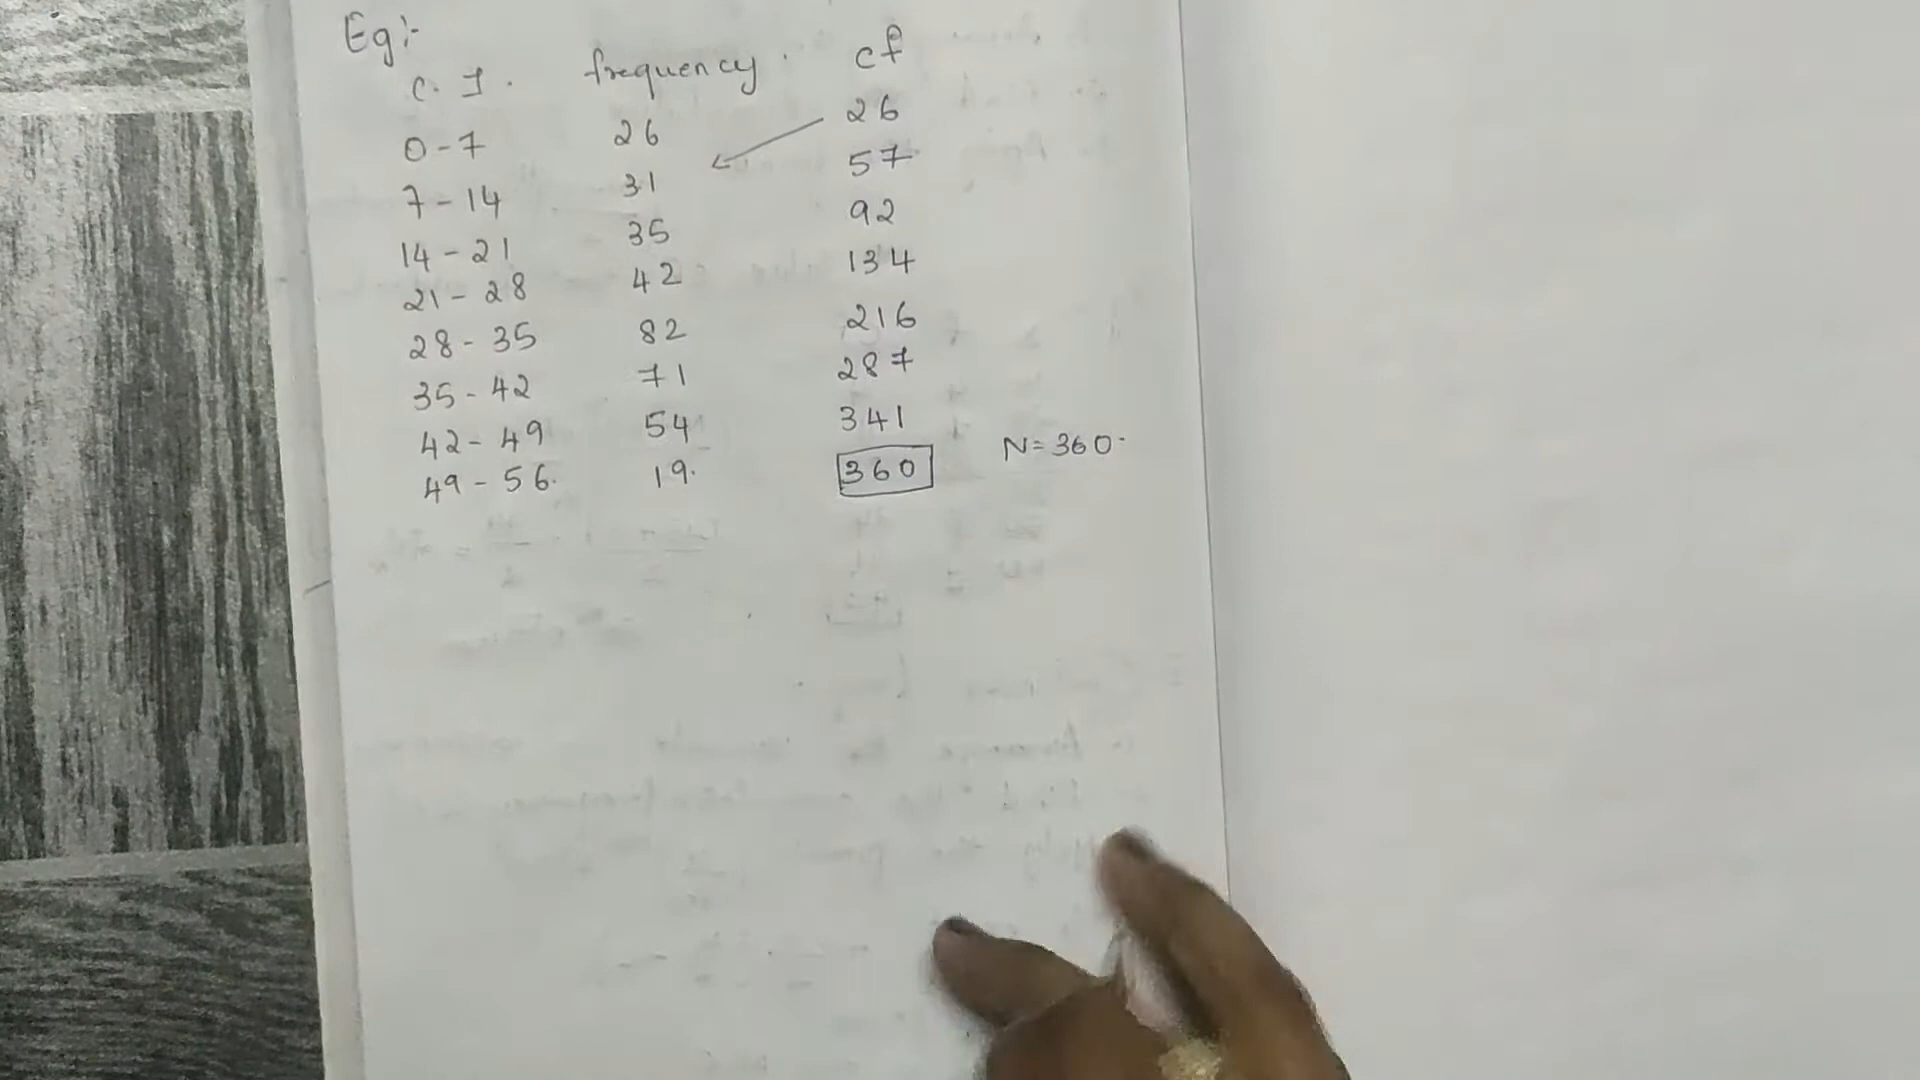 Eg:-
C.I. frequency. cf
0-7 26 26
7-14 31 57
14-21 35 92
21-28 42 134
28-35 82 216
35-42 71 287
42-49 54 341
49-56. 19. 360 N=360.